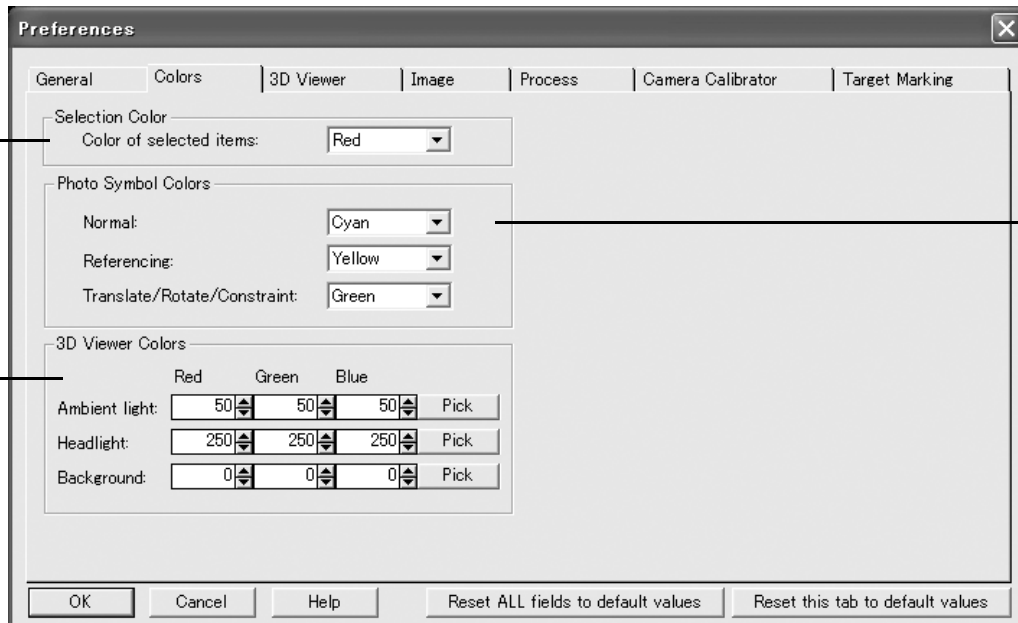 Preferences
General Colors 3D Viewer Image Process Camera Calibrator Target Marking
Selection Color
Color of selected items: Red
Photo Symbol Colors
Normal: Cyan
Referencing: Yellow
Translate/Rotate/Constraint: Green
3D Viewer Colors
Red Green Blue
Ambient light: 50 50 50 Pick
Headlight: 250 250 250 Pick
Background: 0 0 0 Pick
OK Cancel Help Reset ALL fields to default values Reset this tab to default values